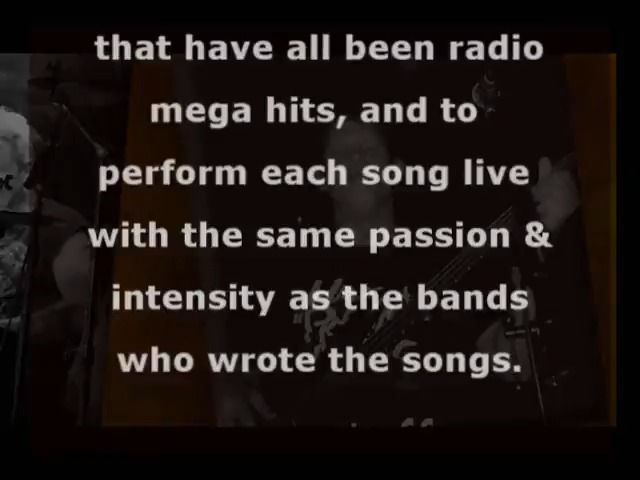 that have all been radio
mega hits, and to
perform each song live
with the same passion &
intensity as the bands
who wrote the songs.